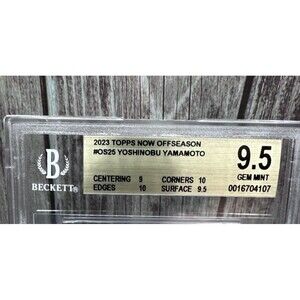 2023 TOPPS NOW OFFSEASON
#OS25 YOSHINOBU YAMAMOTO
CENTERING 9 CORNERS 10
EDGES 10 SURFACE 9.5
9.5
GEM MINT
0016704107
B
BECKETT®